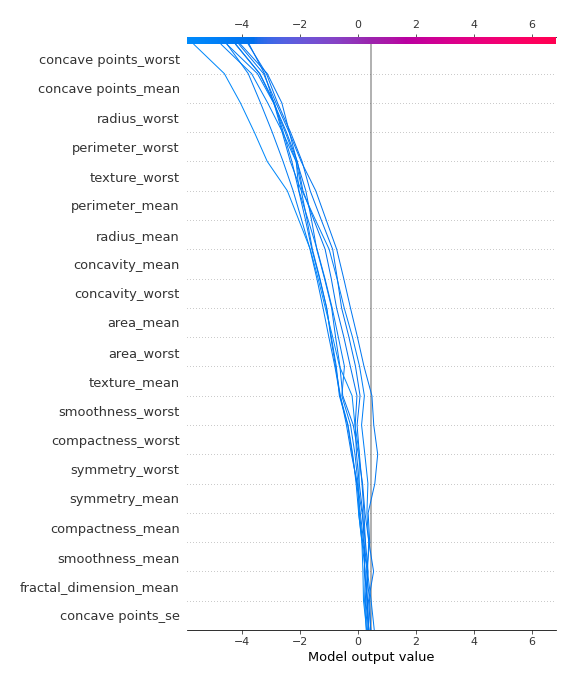 −4 −2 0 2 4 6
concave points_worst
concave points_mean
radius_worst
perimeter_worst
texture_worst
perimeter_mean
radius_mean
concavity_mean
concavity_worst
area_mean
area_worst
texture_mean
smoothness_worst
compactness_worst
symmetry_worst
symmetry_mean
compactness_mean
smoothness_mean
fractal_dimension_mean
concave points_se
−4 −2 0 2 4 6
Model output value